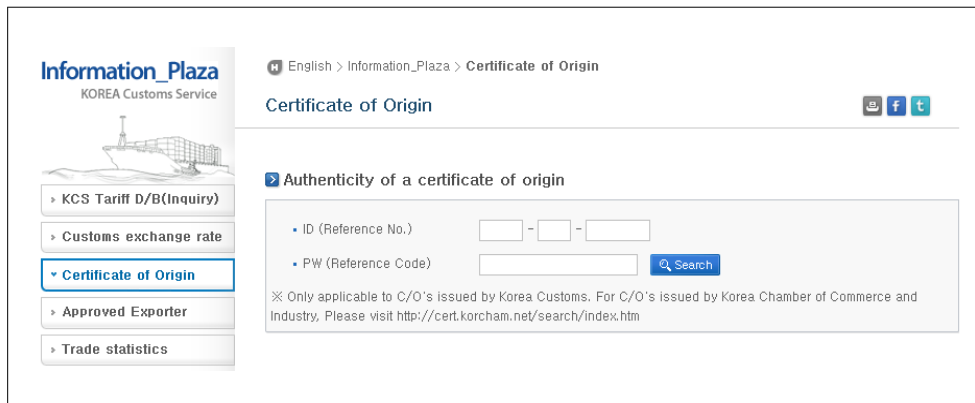 Information_Plaza
KOREA Customs Service
KCS Tariff D/B(Inquiry)
Customs exchange rate
Certificate of Origin
Approved Exporter
Trade statistics
H English > Information_Plaza > Certificate of Origin
Certificate of Origin
f t
Authenticity of a certificate of origin
• ID (Reference No.) - -
• PW (Reference Code) Search
※ Only applicable to C/O's issued by Korea Customs. For C/O's issued by Korea Chamber of Commerce and
Industry, Please visit http://cert.korcham.net/search/index.htm